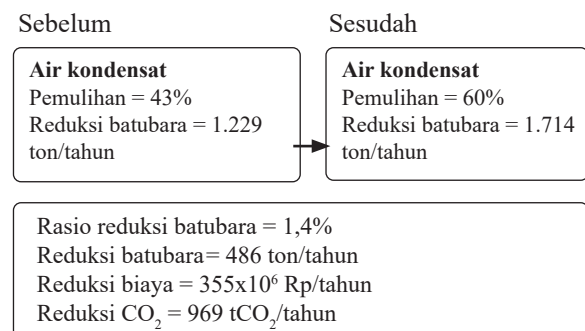 Sebelum
Sesudah
Air kondensat
Pemulihan = 43%
Reduksi batubara = 1.229
ton/tahun
Air kondensat
Pemulihan = 60%
Reduksi batubara = 1.714
ton/tahun
Rasio reduksi batubara = 1,4%
Reduksi batubara= 486 ton/tahun
Reduksi biaya = 355x10⁶ Rp/tahun
Reduksi CO₂ = 969 tCO₂/tahun